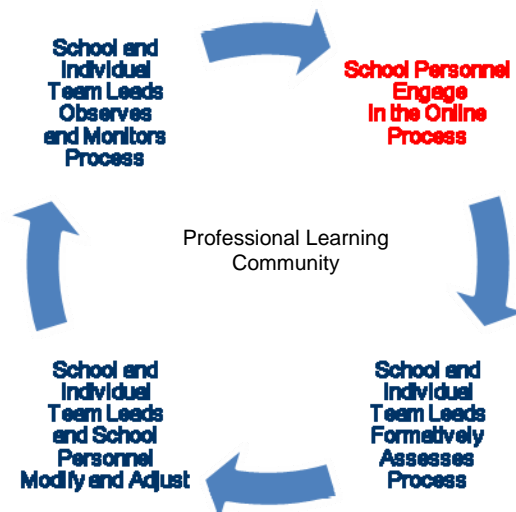 School and
Individual
Team Leads
Observes
and Monitors
Process
School Personnel
Engage
in the Online
Process
Professional Learning
Community
School and
Individual
Team Leads
and School
Personnel
Modify and Adjust
School and
Individual
Team Leads
Formatively
Assesses
Process